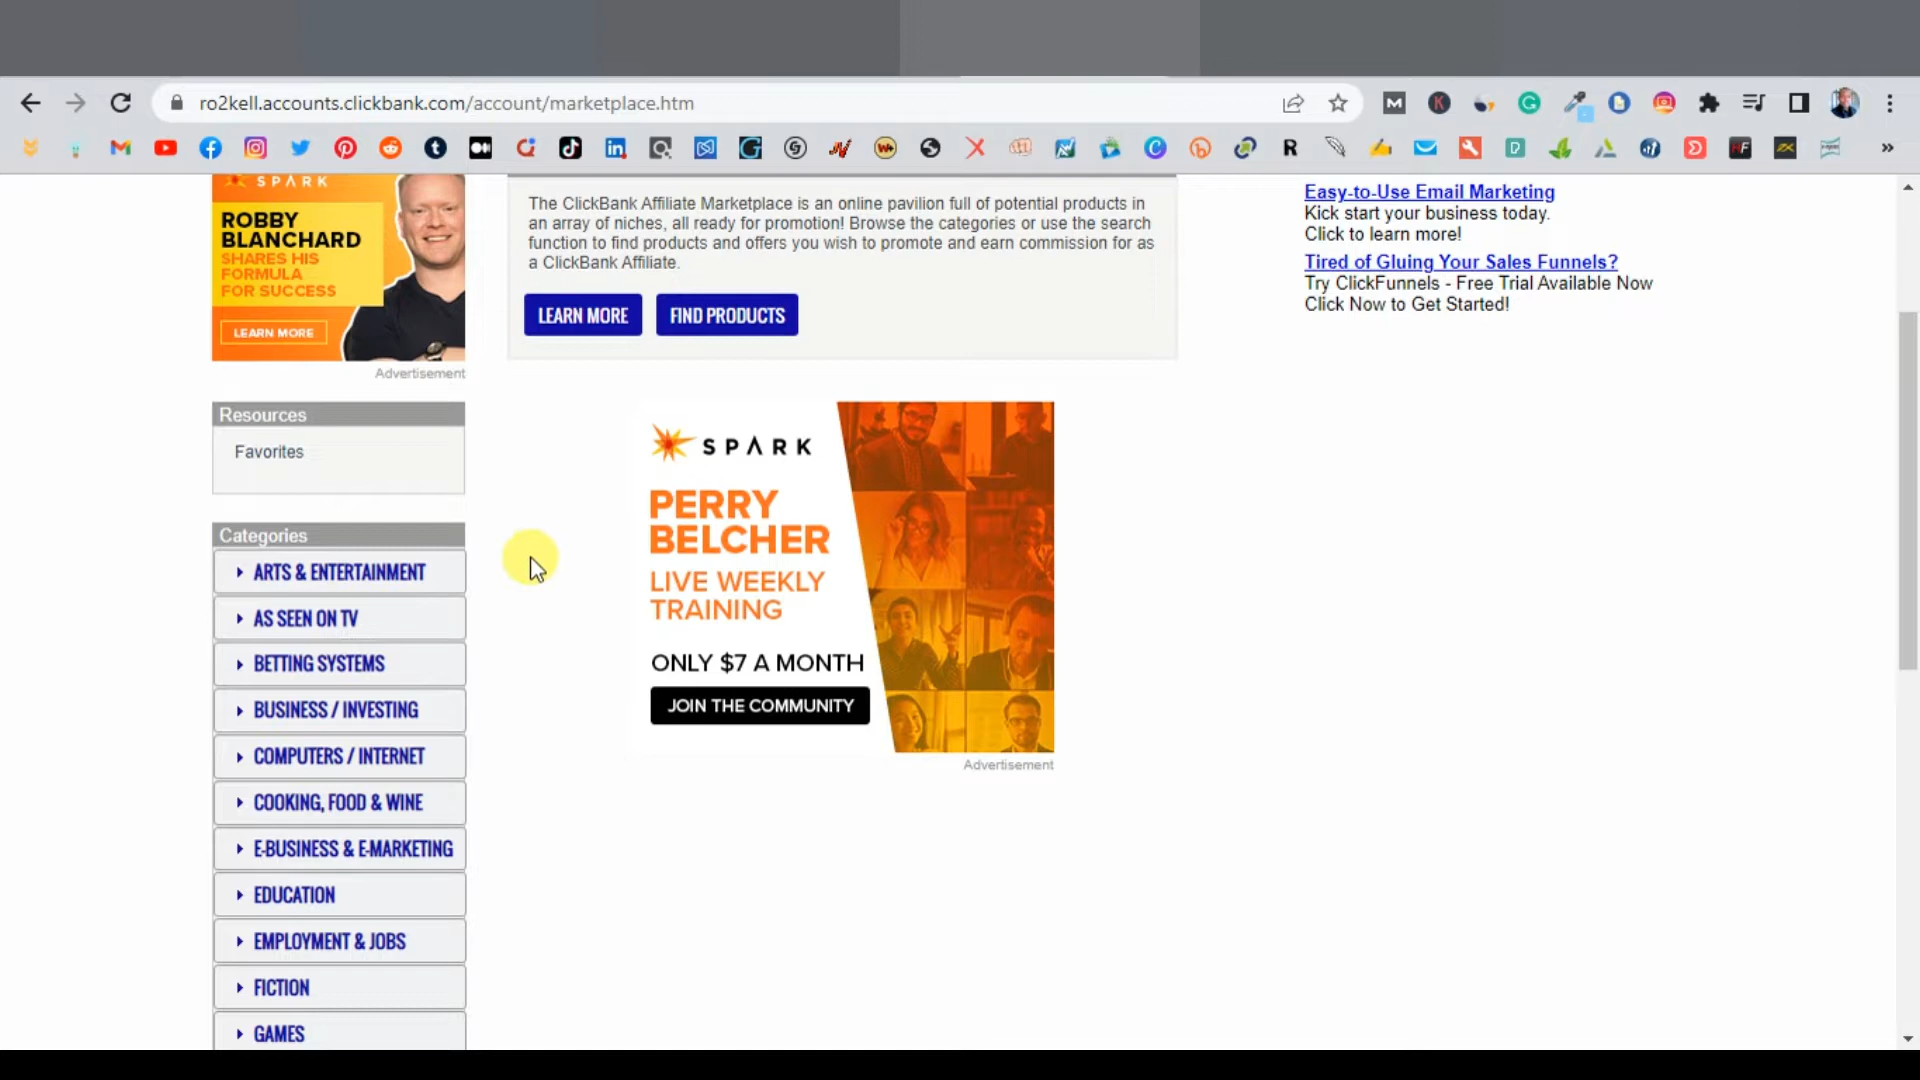 ro2kell.accounts.clickbank.com/account/marketplace.htm
SPARK
ROBBY
BLANCHARD
SHARES HIS
FORMULA
FOR SUCCESS
LEARN MORE
Advertisement
Resources
Favorites
Categories
ARTS & ENTERTAINMENT
AS SEEN ON TV
BETTING SYSTEMS
BUSINESS / INVESTING
COMPUTERS / INTERNET
COOKING, FOOD & WINE
E-BUSINESS & E-MARKETING
EDUCATION
EMPLOYMENT & JOBS
FICTION
GAMES
The ClickBank Affiliate Marketplace is an online pavilion full of potential products in
an array of niches, all ready for promotion! Browse the categories or use the search
function to find products and offers you wish to promote and earn commission for as
a ClickBank Affiliate.
LEARN MORE FIND PRODUCTS
SPARK
PERRY
BELCHER
LIVE WEEKLY
TRAINING
ONLY $7 A MONTH
JOIN THE COMMUNITY
Advertisement
Easy-to-Use Email Marketing
Kick start your business today.
Click to learn more!
Tired of Gluing Your Sales Funnels?
Try ClickFunnels - Free Trial Available Now
Click Now to Get Started!